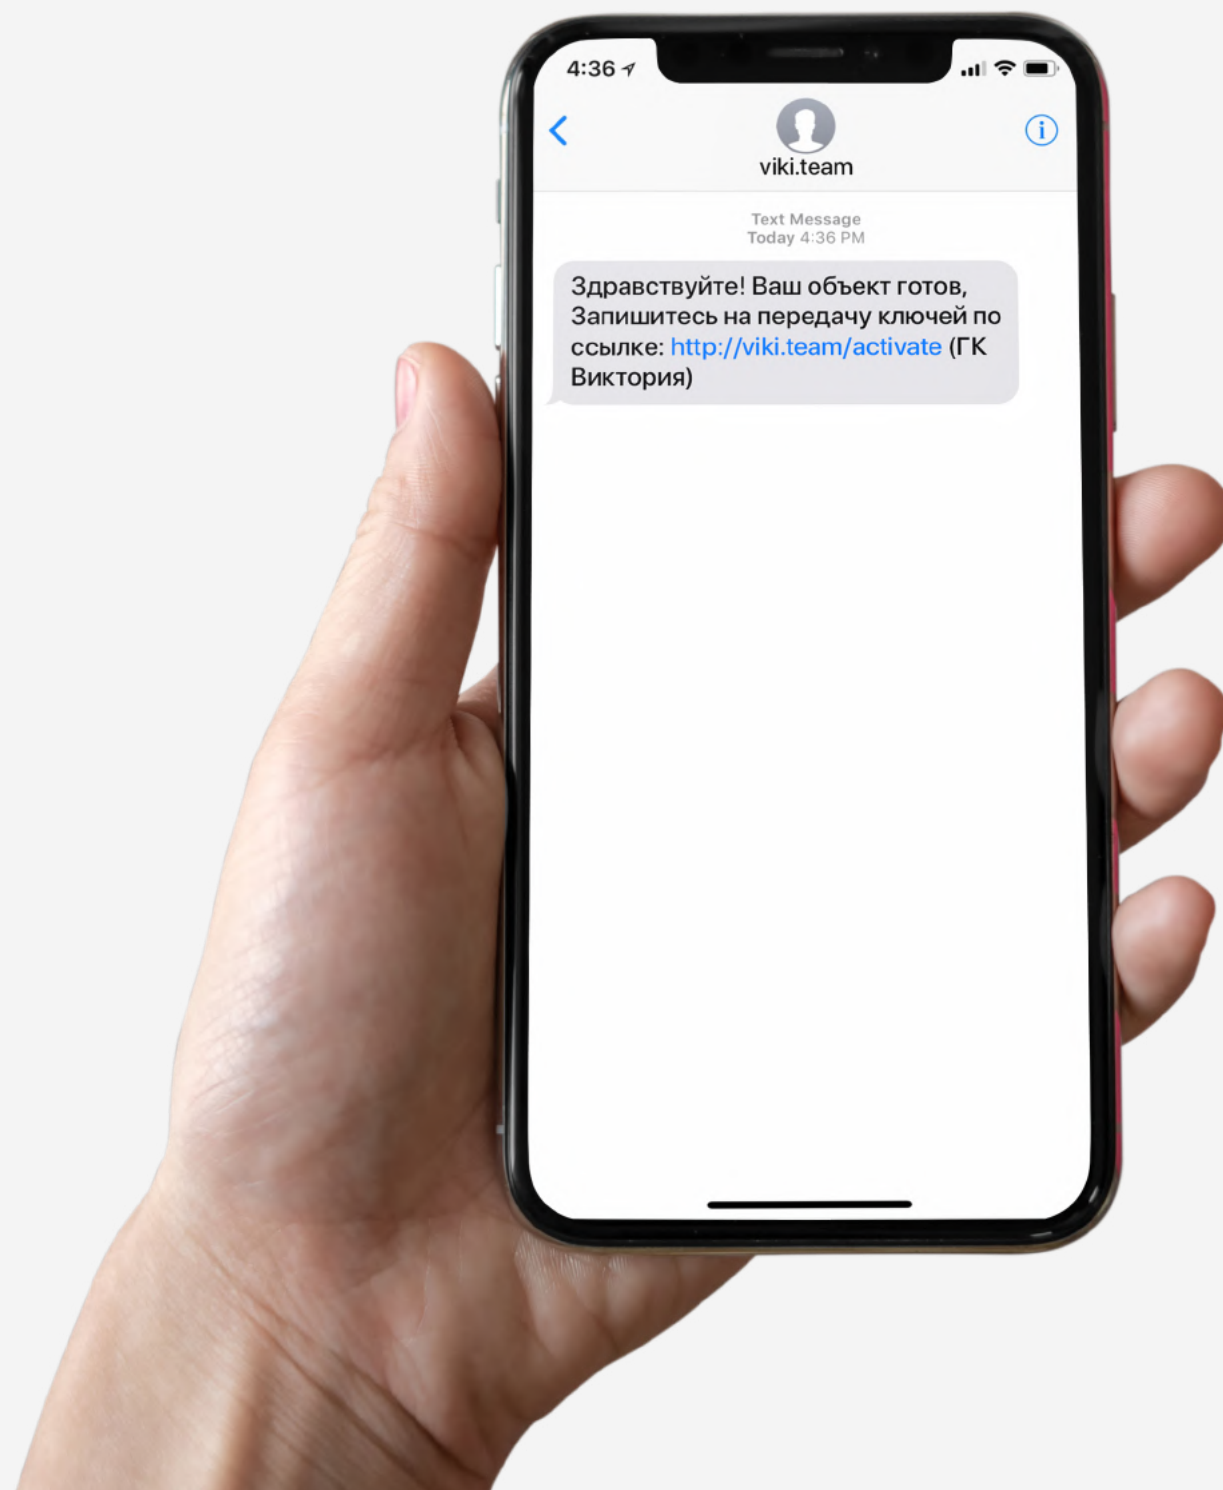 4:36
viki.team
Text Message
Today 4:36 PM
Здравствуйте! Ваш объект готов,
Запишитесь на передачу ключей по
ссылке: http://viki.team/activate (ГК
Виктория)